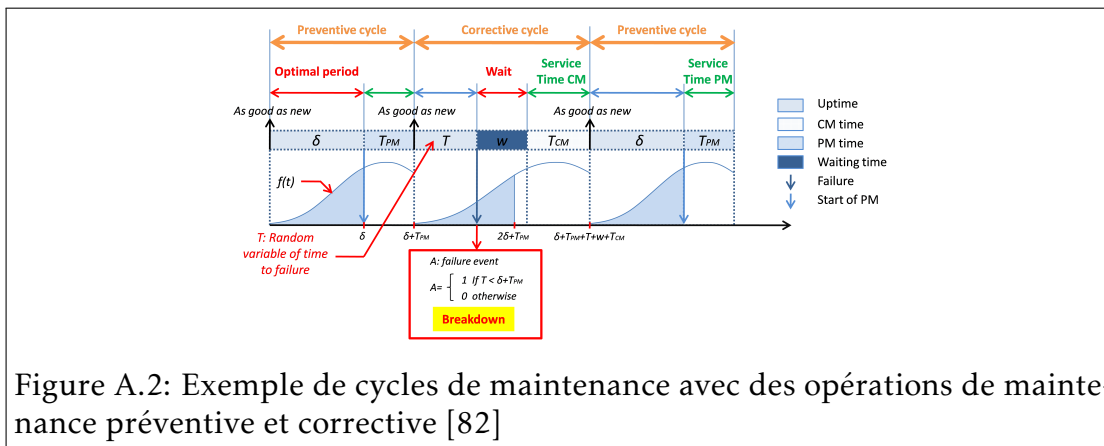 Preventive cycle Corrective cycle Preventive cycle
Optimal period Wait Service Time CM Service Time PM
As good as new As good as new As good as new
δ TPM T w TCM δ TPM
Uptime
CM time
PM time
Waiting time
Failure
Start of PM
f(t)
δ δ+TPM 2δ+TPM δ+TPM+T+w+TCM
T: Random
variable of time
to failure
A: failure event
A= { 1 If T < δ+TPM
0 otherwise
Breakdown
Figure A.2: Exemple de cycles de maintenance avec des opérations de mainte-
nance préventive et corrective [82]